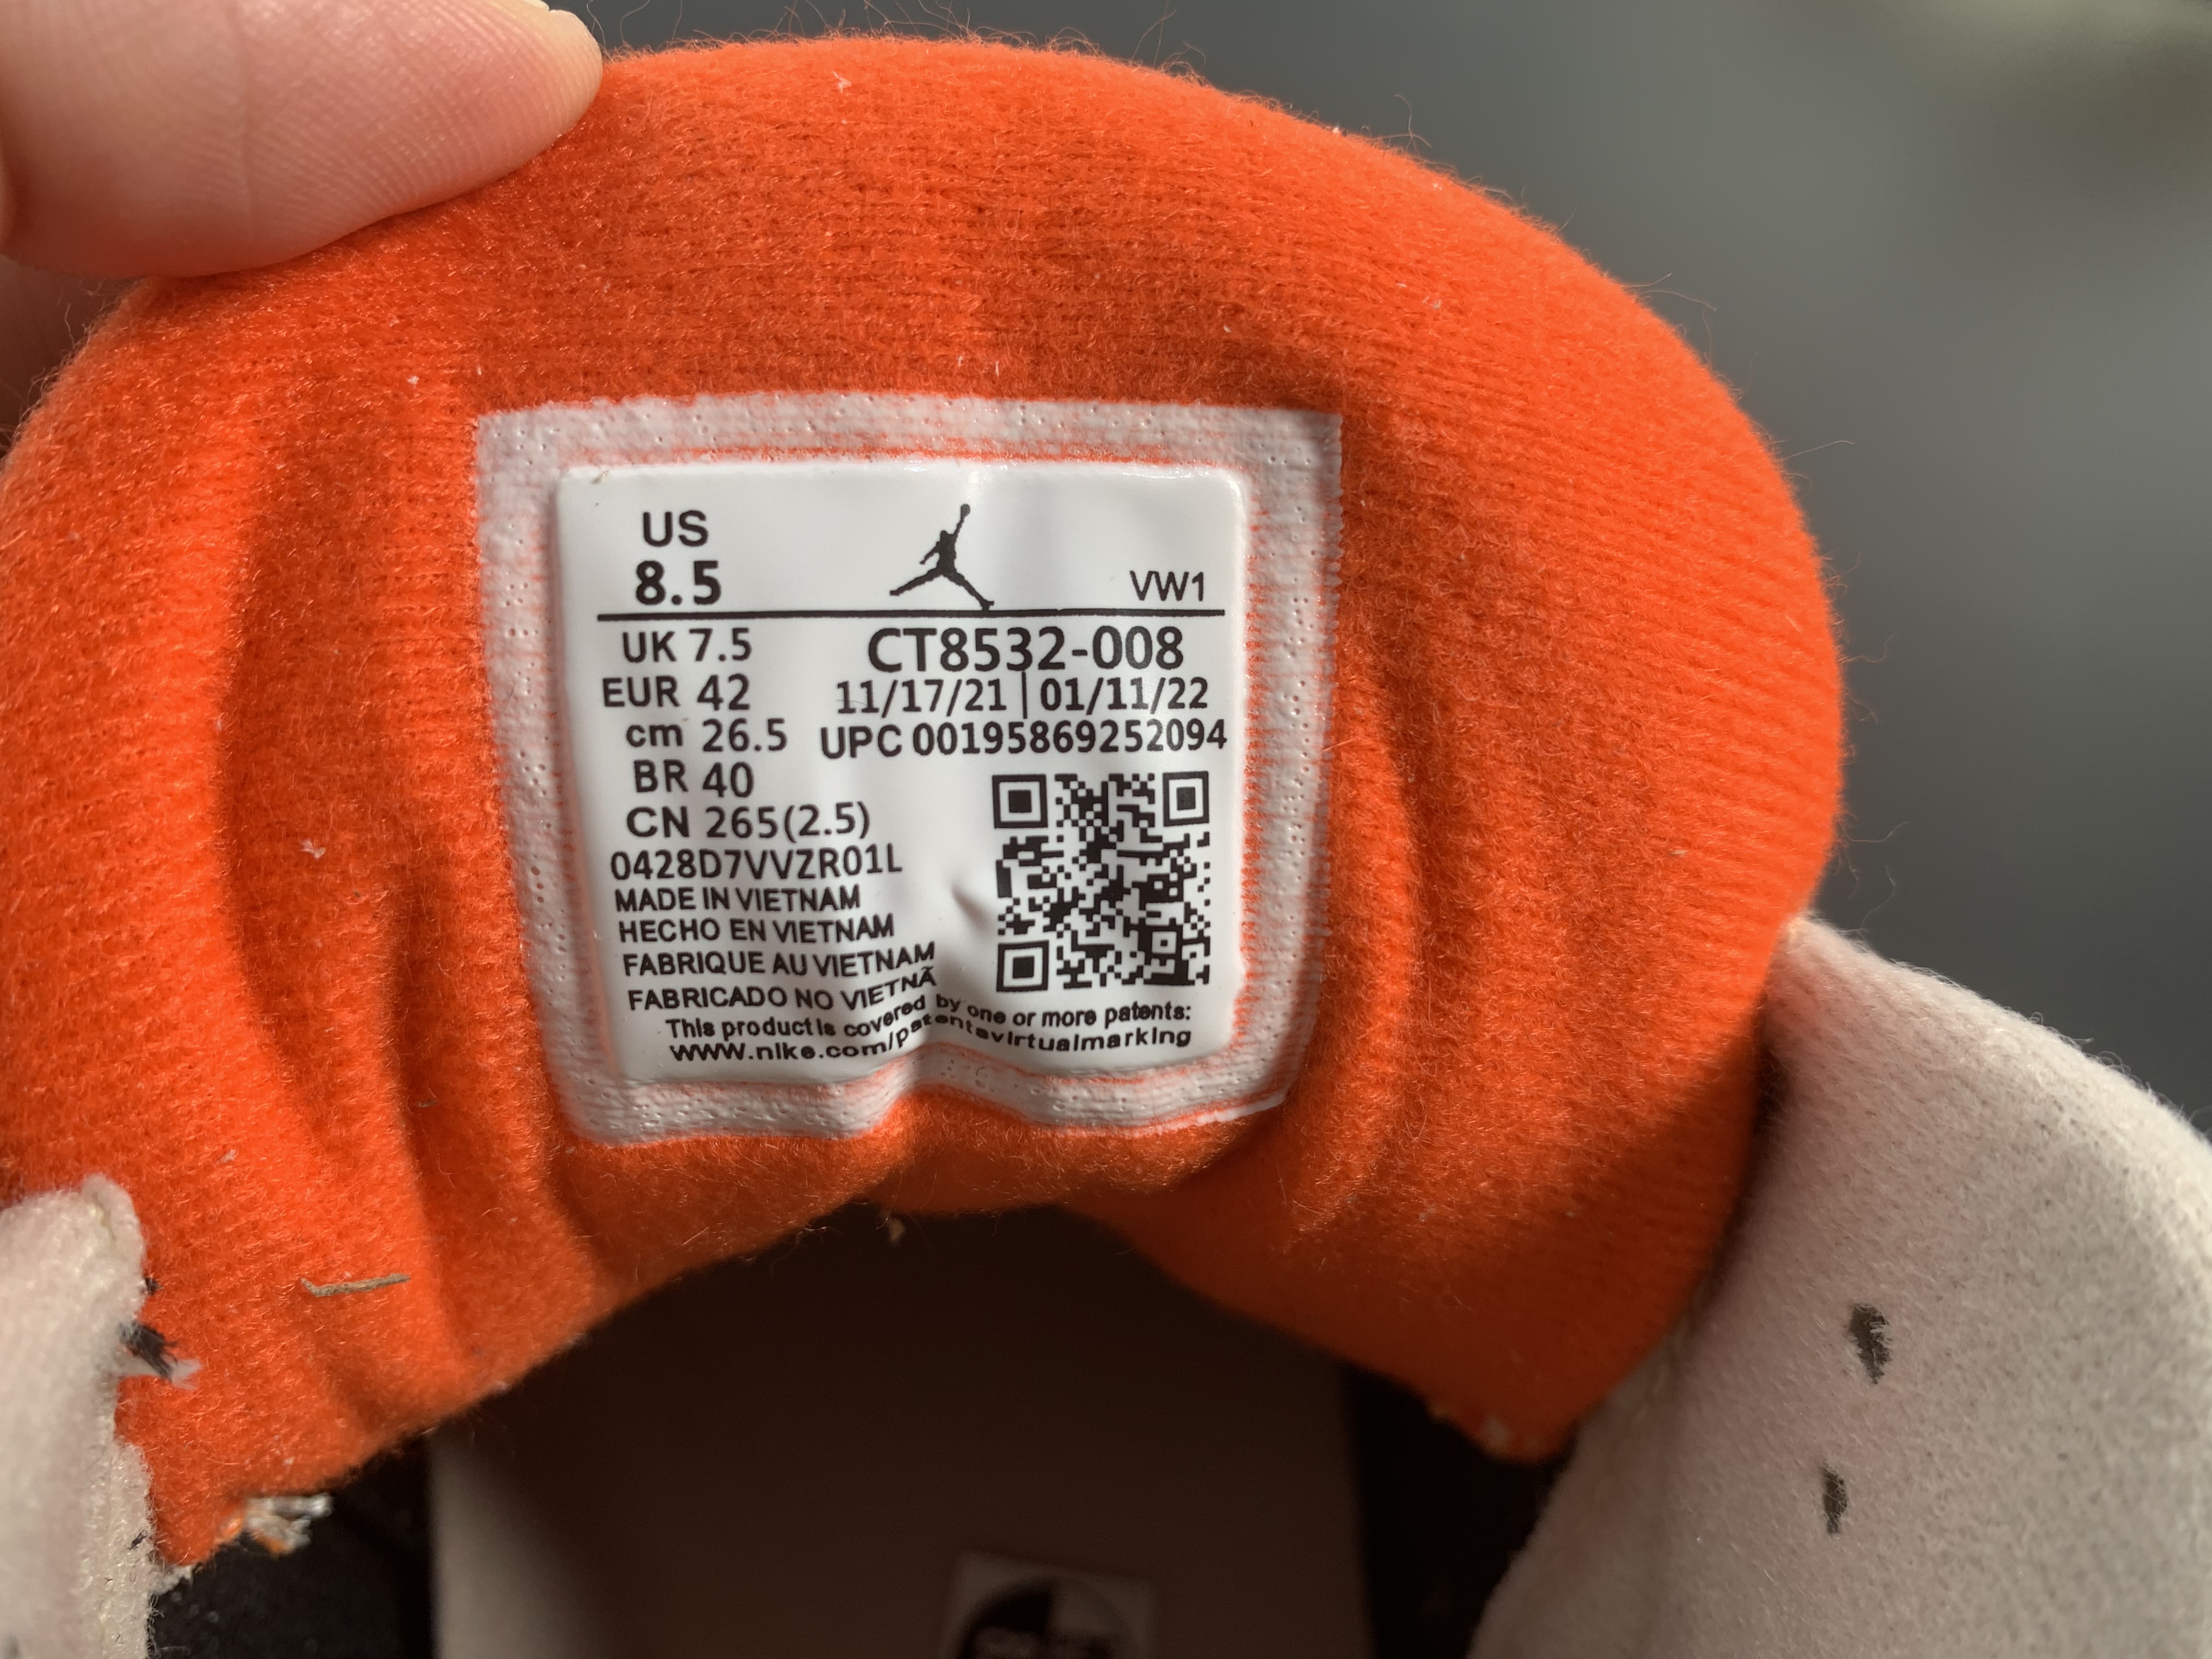 US
8.5
VW1
UK 7.5
CT8532-008
EUR 42
11/17/21 | 01/11/22
cm 26.5
UPC 00195869252094
BR 40
CN 265(2.5)
0428D7VVZR01L
MADE IN VIETNAM
HECHO EN VIETNAM
FABRIQUE AU VIETNAM
FABRICADO NO VIETNÃ
This product is covered by one or more patents:
www.nike.com/patentsvirtualmarking